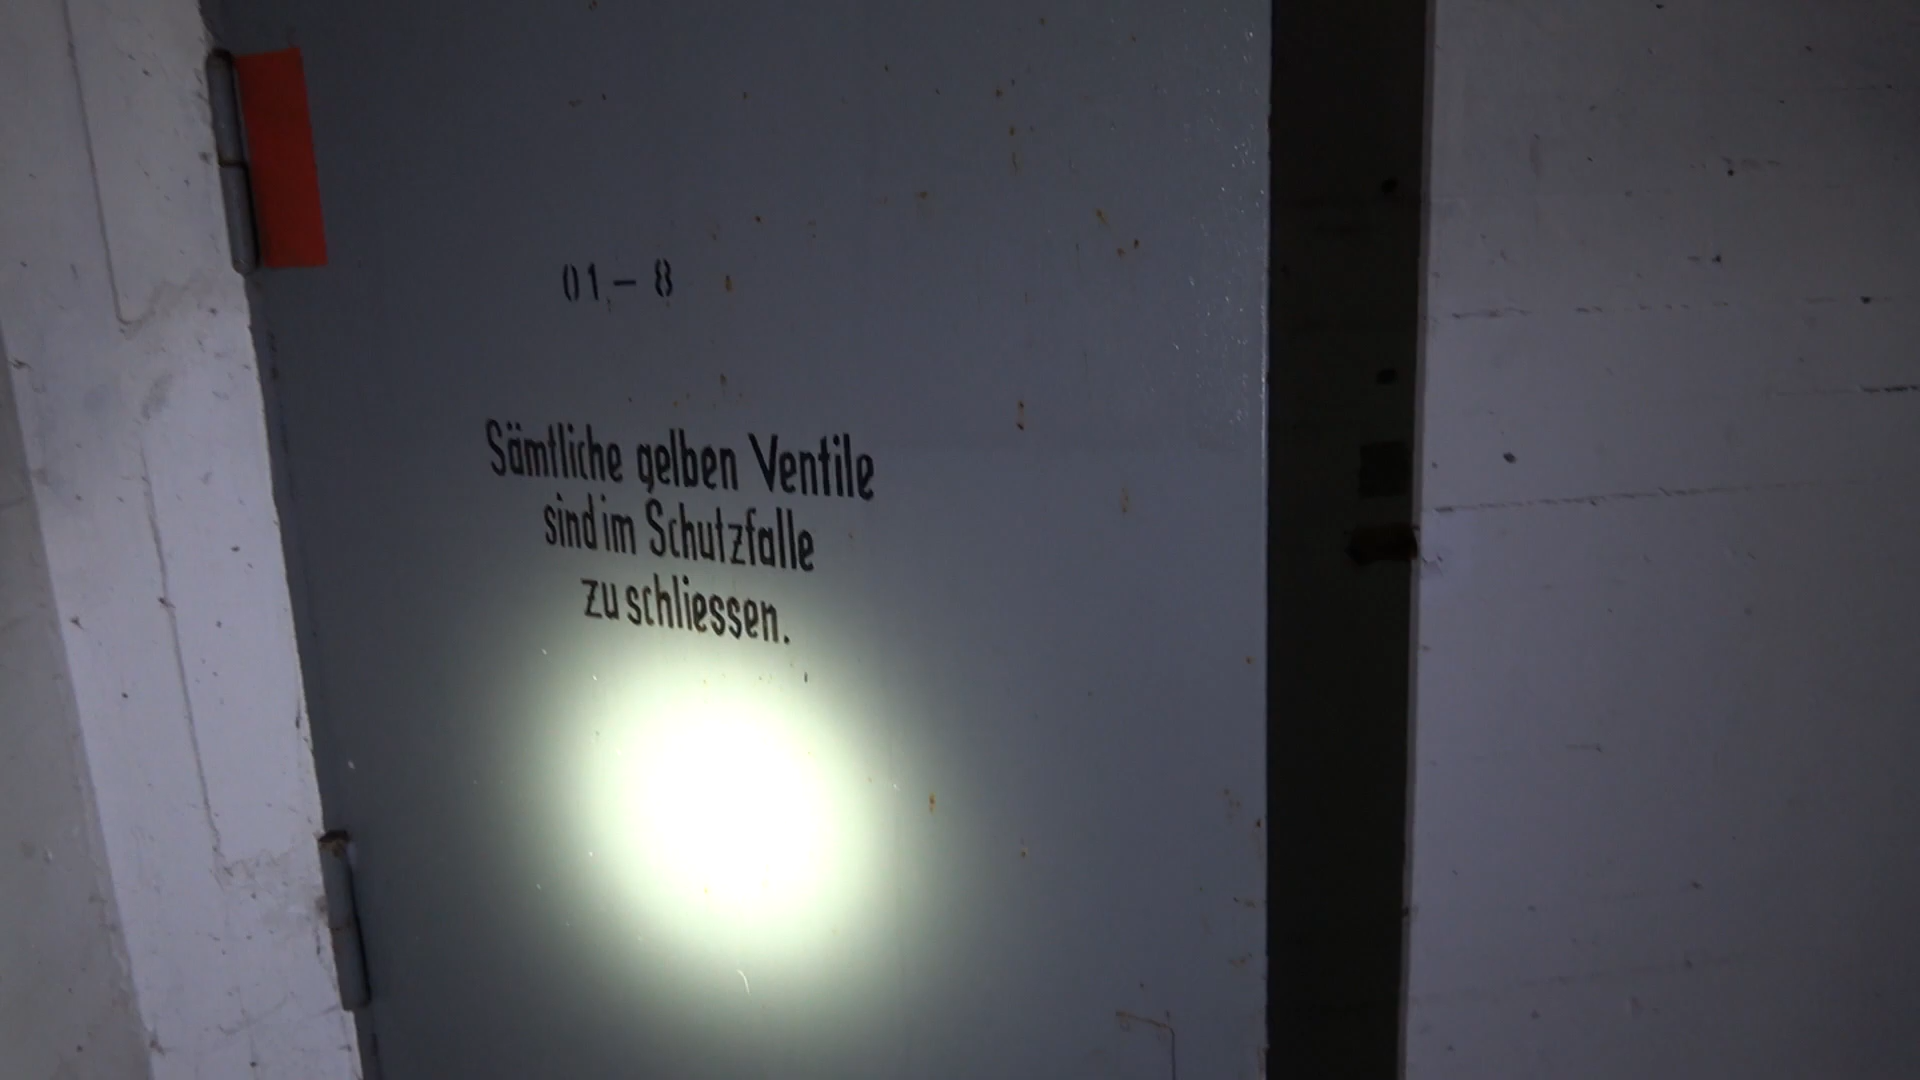 01 - 8
Sämtliche gelben Ventile
sind im Schutzfalle
zu schliessen.